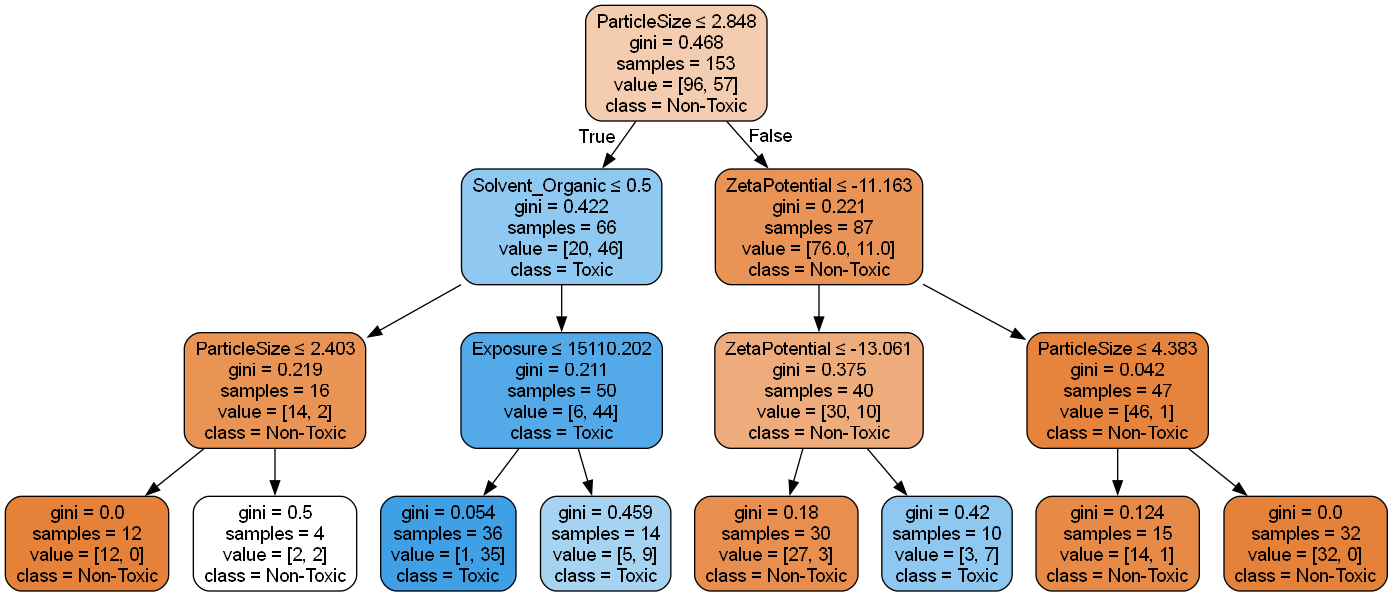 ParticleSize ≤ 2.848
gini = 0.468
samples = 153
value = [96, 57]
class = Non-Toxic
True
False
Solvent_Organic ≤ 0.5
gini = 0.422
samples = 66
value = [20, 46]
class = Toxic
ZetaPotential ≤ -11.163
gini = 0.221
samples = 87
value = [76.0, 11.0]
class = Non-Toxic
ParticleSize ≤ 2.403
gini = 0.219
samples = 16
value = [14, 2]
class = Non-Toxic
Exposure ≤ 15110.202
gini = 0.211
samples = 50
value = [6, 44]
class = Toxic
ZetaPotential ≤ -13.061
gini = 0.375
samples = 40
value = [30, 10]
class = Non-Toxic
ParticleSize ≤ 4.383
gini = 0.042
samples = 47
value = [46, 1]
class = Non-Toxic
gini = 0.0
samples = 12
value = [12, 0]
class = Non-Toxic
gini = 0.5
samples = 4
value = [2, 2]
class = Non-Toxic
gini = 0.054
samples = 36
value = [1, 35]
class = Toxic
gini = 0.459
samples = 14
value = [5, 9]
class = Toxic
gini = 0.18
samples = 30
value = [27, 3]
class = Non-Toxic
gini = 0.42
samples = 10
value = [3, 7]
class = Toxic
gini = 0.124
samples = 15
value = [14, 1]
class = Non-Toxic
gini = 0.0
samples = 32
value = [32, 0]
class = Non-Toxic